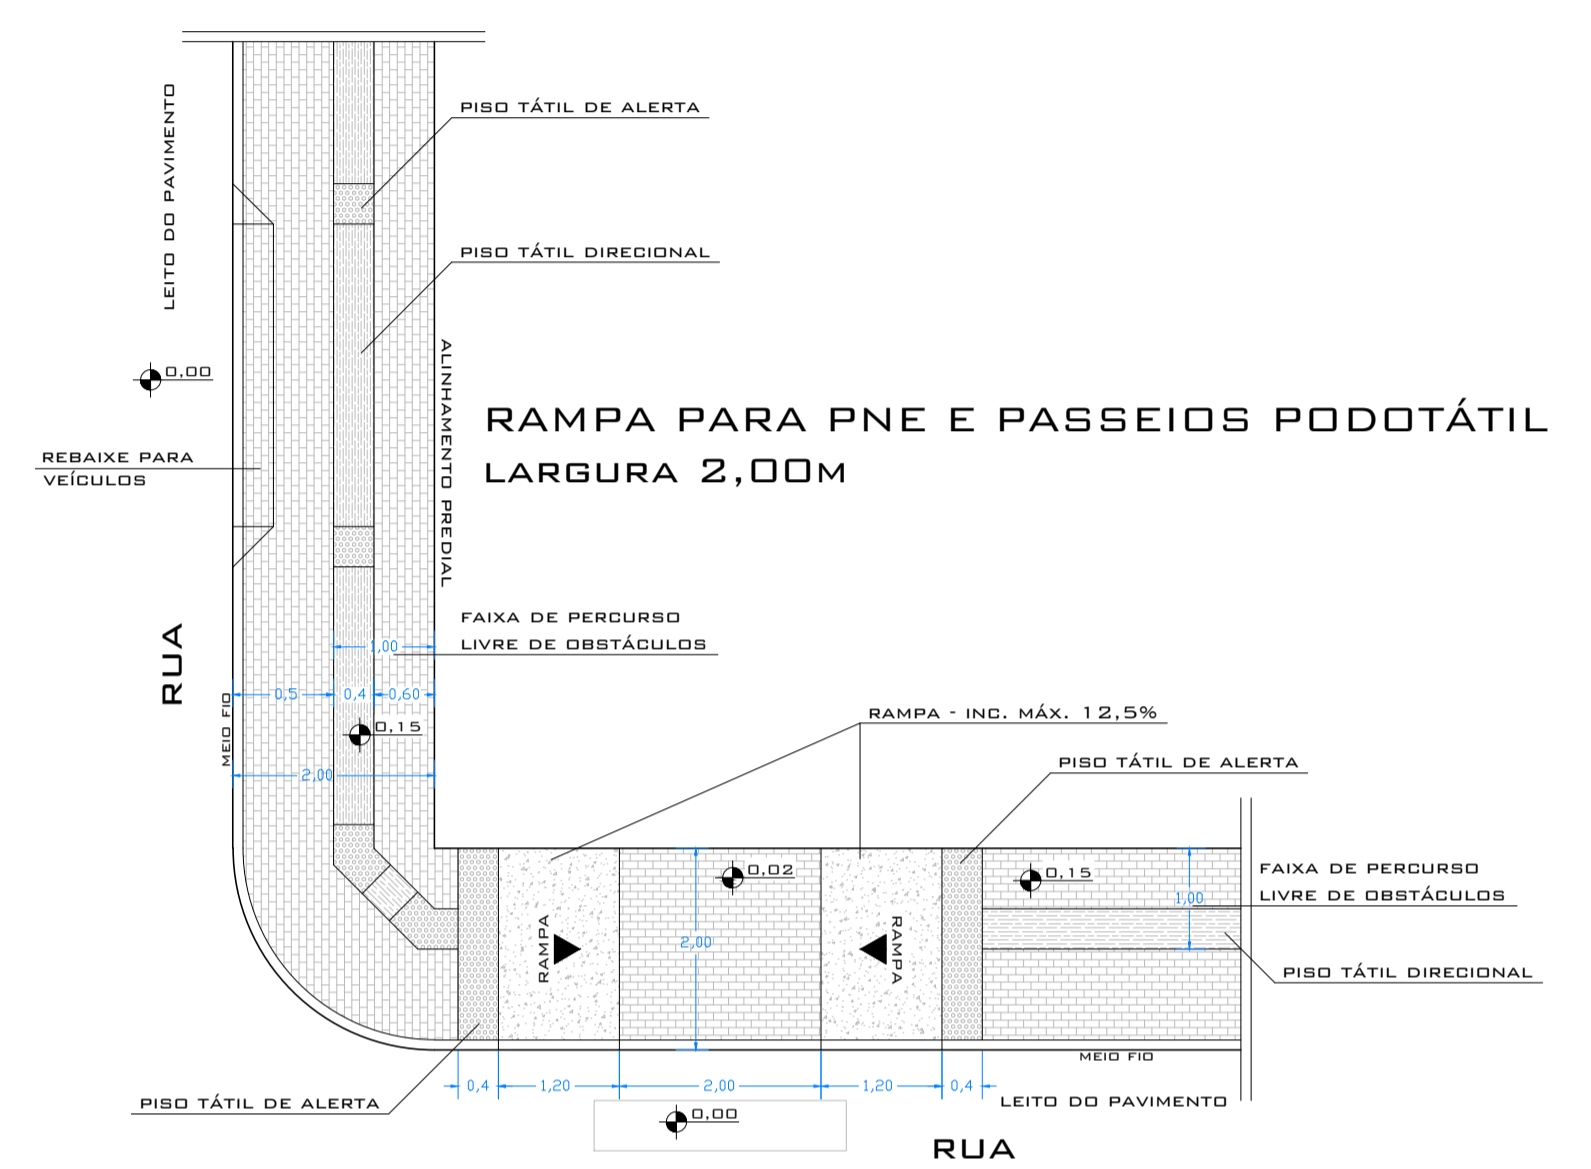 PISO TÁTIL DE ALERTA
LEITO DO PAVIMENTO
PISO TÁTIL DIRECIONAL
0,00
ALINHAMENTO PREDIAL
RAMPA PARA PNE E PASSEIOS PODOTÁTIL
LARGURA 2,00M
REBAIXE PARA
VEÍCULOS
FAIXA DE PERCURSO
LIVRE DE OBSTÁCULOS
1,00
RUA
0,5
0,4
0,60
MEIO FIO
0,15
2,00
RAMPA - INC. MÁX. 12,5%
PISO TÁTIL DE ALERTA
0,02
0,15
FAIXA DE PERCURSO
LIVRE DE OBSTÁCULOS
1,00
RAMPA
2,00
RAMPA
PISO TÁTIL DIRECIONAL
MEIO FIO
0,4
1,20
2,00
1,20
0,4
PISO TÁTIL DE ALERTA
LEITO DO PAVIMENTO
0,00
RUA